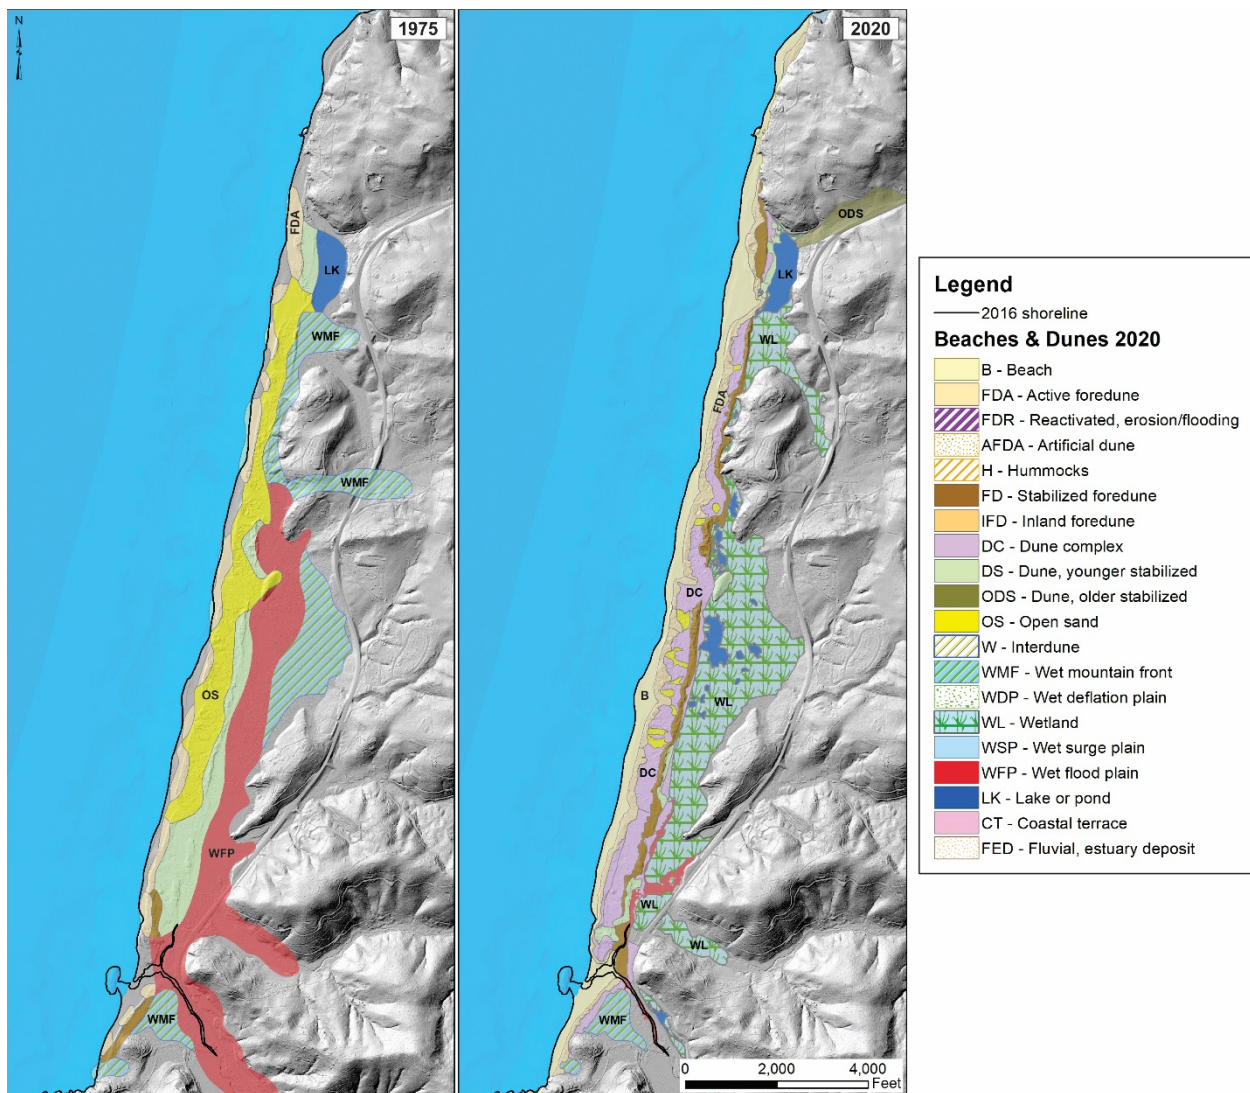 N
1975
FDA
LK
WMF
WMF
OS
WFP
WMF
2020
ODS
LK
WL
FDA
DC
B
WL
DC
WL
WL
WMF
0 2,000 4,000
Feet
Legend
2016 shoreline
Beaches & Dunes 2020
B - Beach
FDA - Active foredune
FDR - Reactivated, erosion/flooding
AFDA - Artificial dune
H - Hummocks
FD - Stabilized foredune
IFD - Inland foredune
DC - Dune complex
DS - Dune, younger stabilized
ODS - Dune, older stabilized
OS - Open sand
W - Interdune
WMF - Wet mountain front
WDP - Wet deflation plain
WL - Wetland
WSP - Wet surge plain
WFP - Wet flood plain
LK - Lake or pond
CT - Coastal terrace
FED - Fluvial, estuary deposit